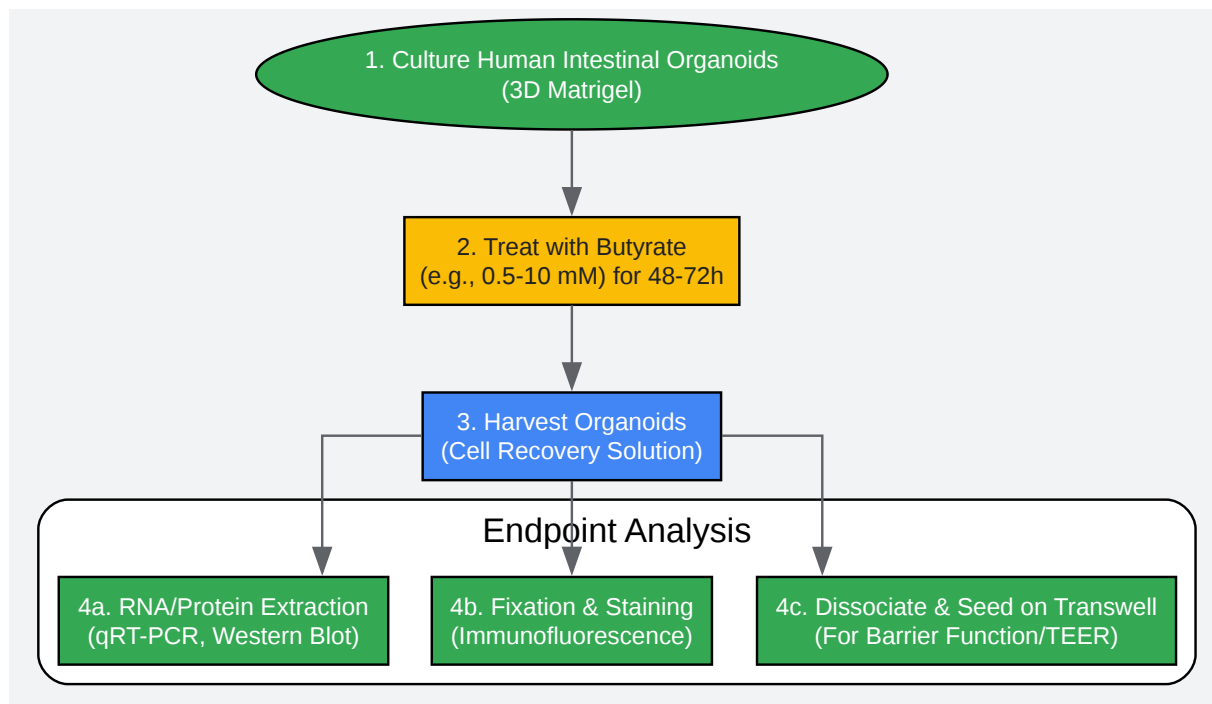 1. Culture Human Intestinal Organoids
(3D Matrigel)
2. Treat with Butyrate
(e.g., 0.5-10 mM) for 48-72h
3. Harvest Organoids
(Cell Recovery Solution)
Endpoint Analysis
4a. RNA/Protein Extraction
(qRT-PCR, Western Blot)
4b. Fixation & Staining
(Immunofluorescence)
4c. Dissociate & Seed on Transwell
(For Barrier Function/TEER)